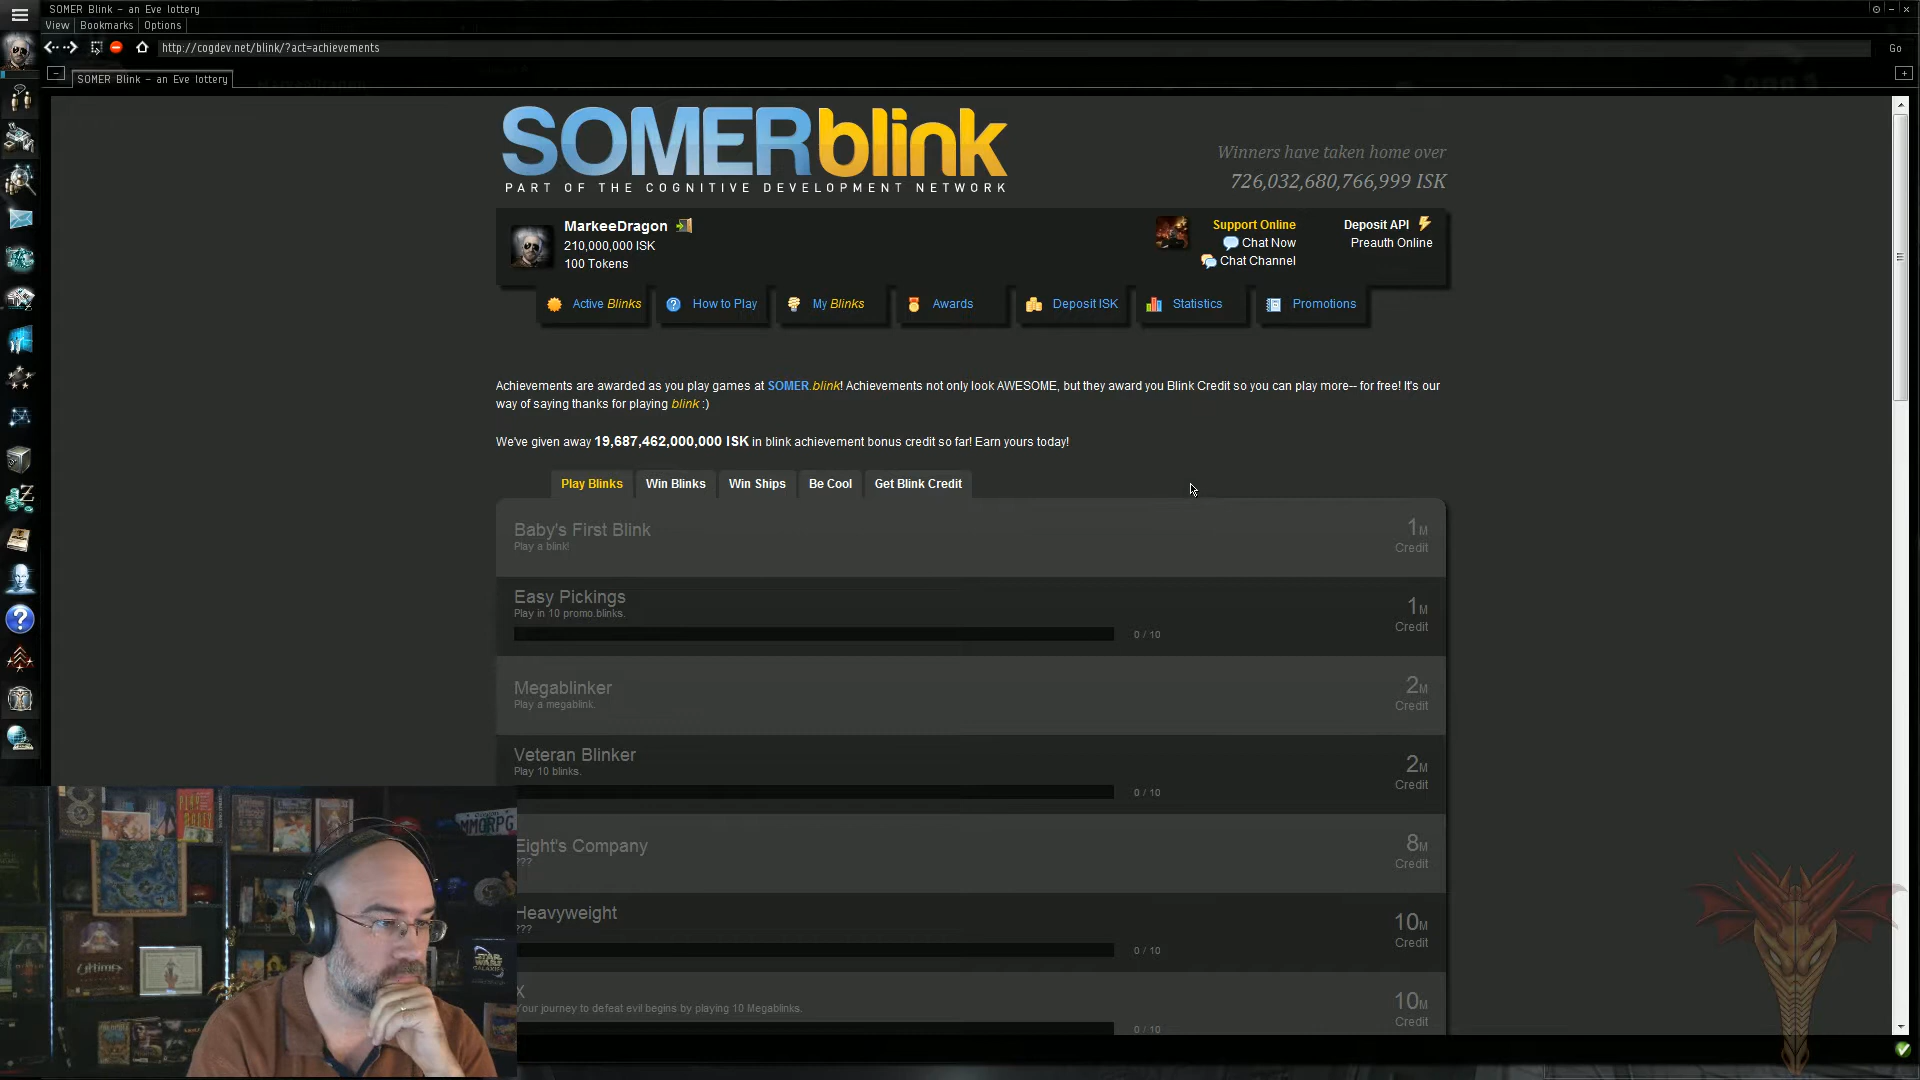 SOMER Blink – an Eve lottery
View Bookmarks Options
http://cogdev.net/blink/?act=achievements
Go
SOMER Blink – an Eve lottery
SOMERblink
PART OF THE COGNITIVE DEVELOPMENT NETWORK
Winners have taken home over
726,032,680,766,999 ISK
MarkeeDragon
210,000,000 ISK
100 Tokens
Support Online
Chat Now
Chat Channel
Deposit API
Preauth Online
Active Blinks
How to Play
My Blinks
Awards
Deposit ISK
Statistics
Promotions
Achievements are awarded as you play games at SOMER.blink! Achievements not only look AWESOME, but they award you Blink Credit so you can play more-- for free! It's our
way of saying thanks for playing blink :)
We've given away 19,687,462,000,000 ISK in blink achievement bonus credit so far! Earn yours today!
Play Blinks
Win Blinks
Win Ships
Be Cool
Get Blink Credit
Baby's First Blink
Play a blink!
1M
Credit
Easy Pickings
Play in 10 promo.blinks.
0 / 10
1M
Credit
Megablinker
Play a megablink.
2M
Credit
Veteran Blinker
Play 10 blinks.
0 / 10
2M
Credit
Eight's Company
???
8M
Credit
Heavyweight
???
0 / 10
10M
Credit
X
Your journey to defeat evil begins by playing 10 Megablinks.
0 / 10
10M
Credit
MMORPG
PLAY
MONEY
Ultima
STAR
WARS
GALAXIES